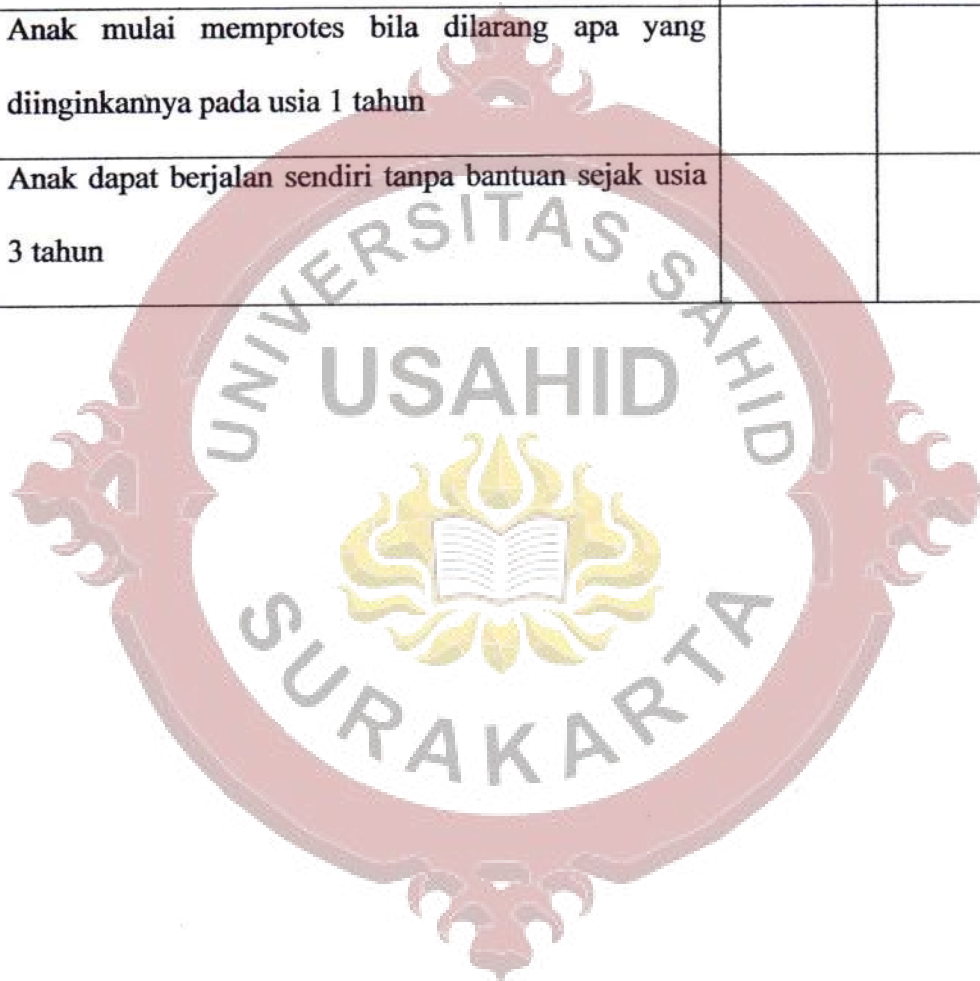 Anak mulai memprotes bila dilarang apa yang
diinginkannya pada usia 1 tahun
Anak dapat berjalan sendiri tanpa bantuan sejak usia
3 tahun
UNIVERSITAS SAHID
USAHID
SURAKARTA